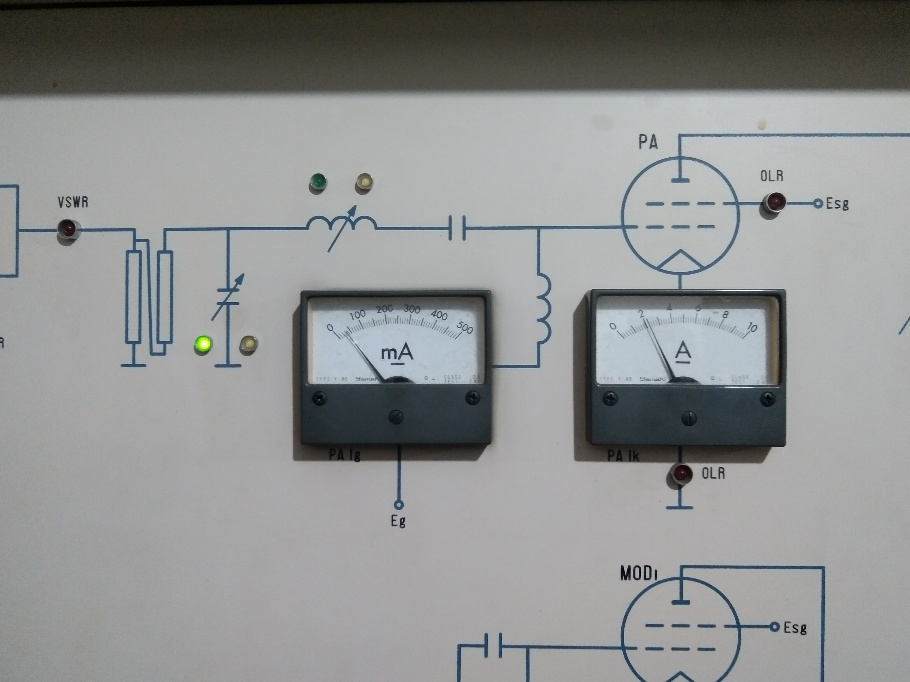 PA
OLR
VSWR
Esg
0 100 200 300 400 500
mA
0 2 4 6 8 10
A
PA Ig
PA Ik
OLR
Eg
MOD1
Esg